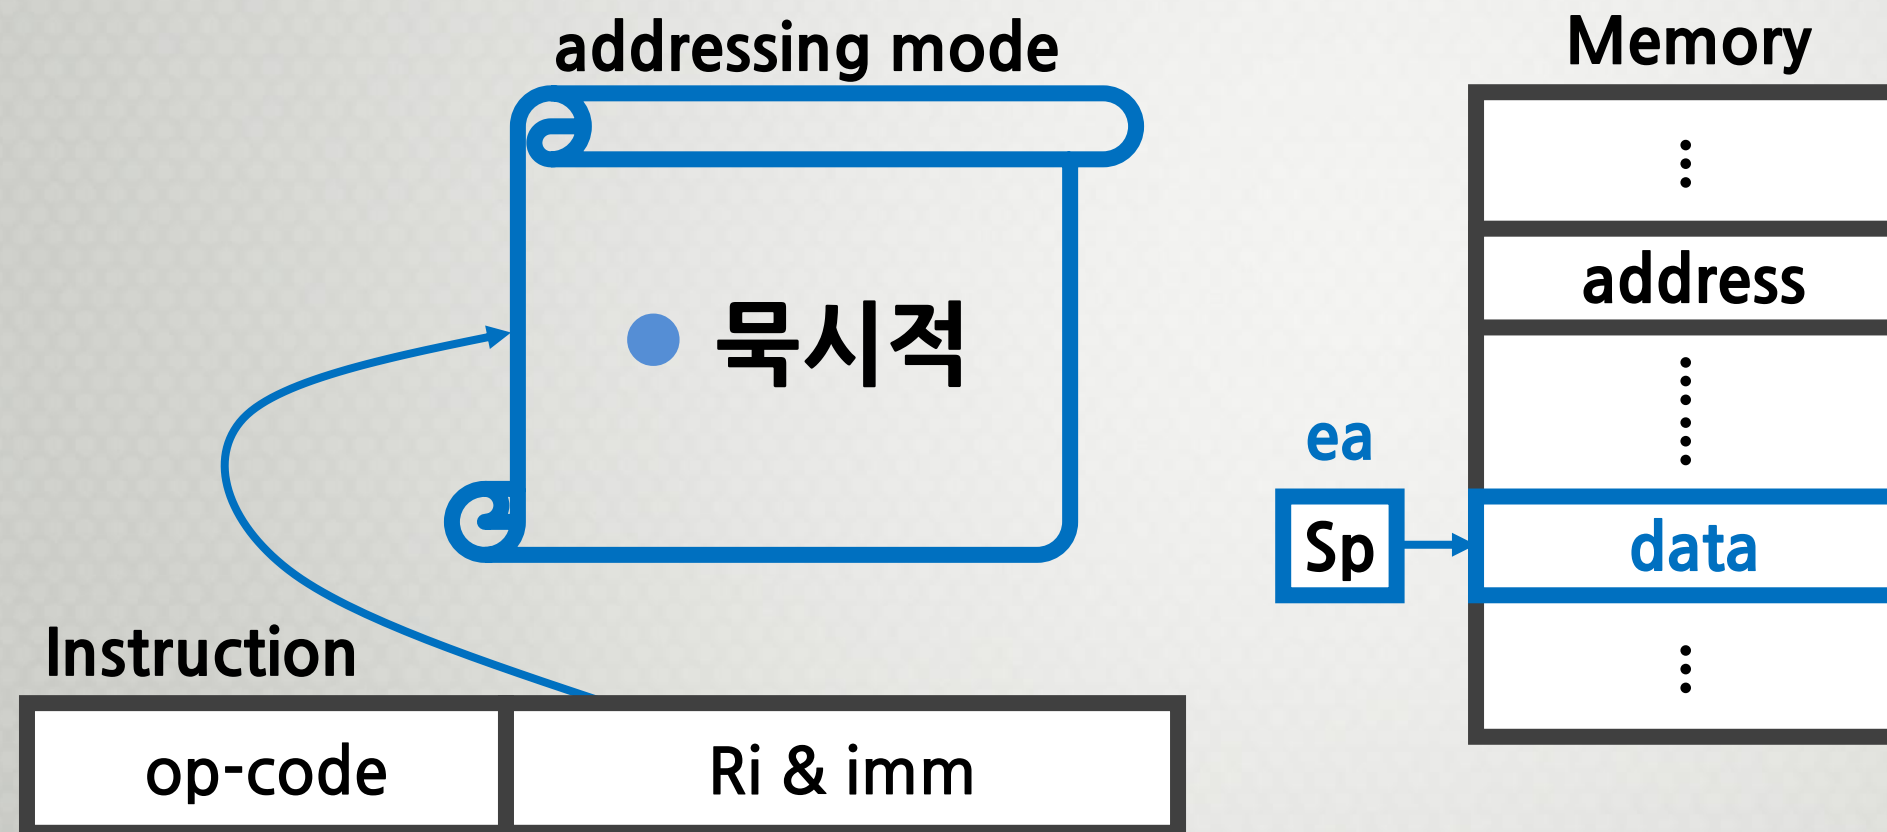 addressing mode
묵시적
Memory
address
ea
Sp
data
Instruction
op-code
Ri & imm